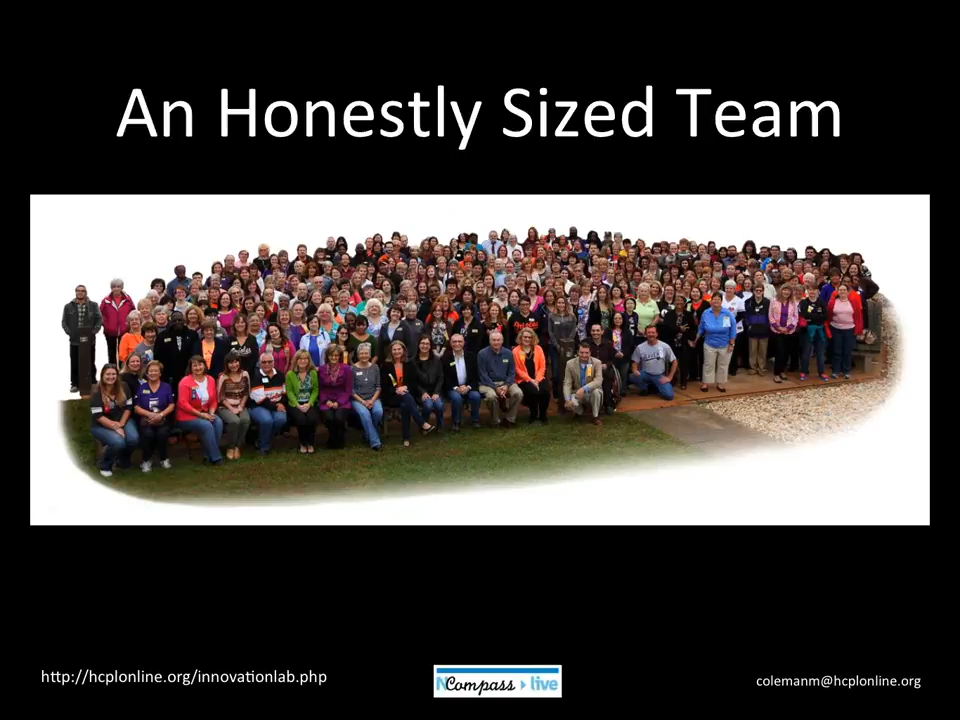 An Honestly Sized Team
http://hcplonline.org/innovationlab.php
NCompass live
colemanm@hcplonline.org